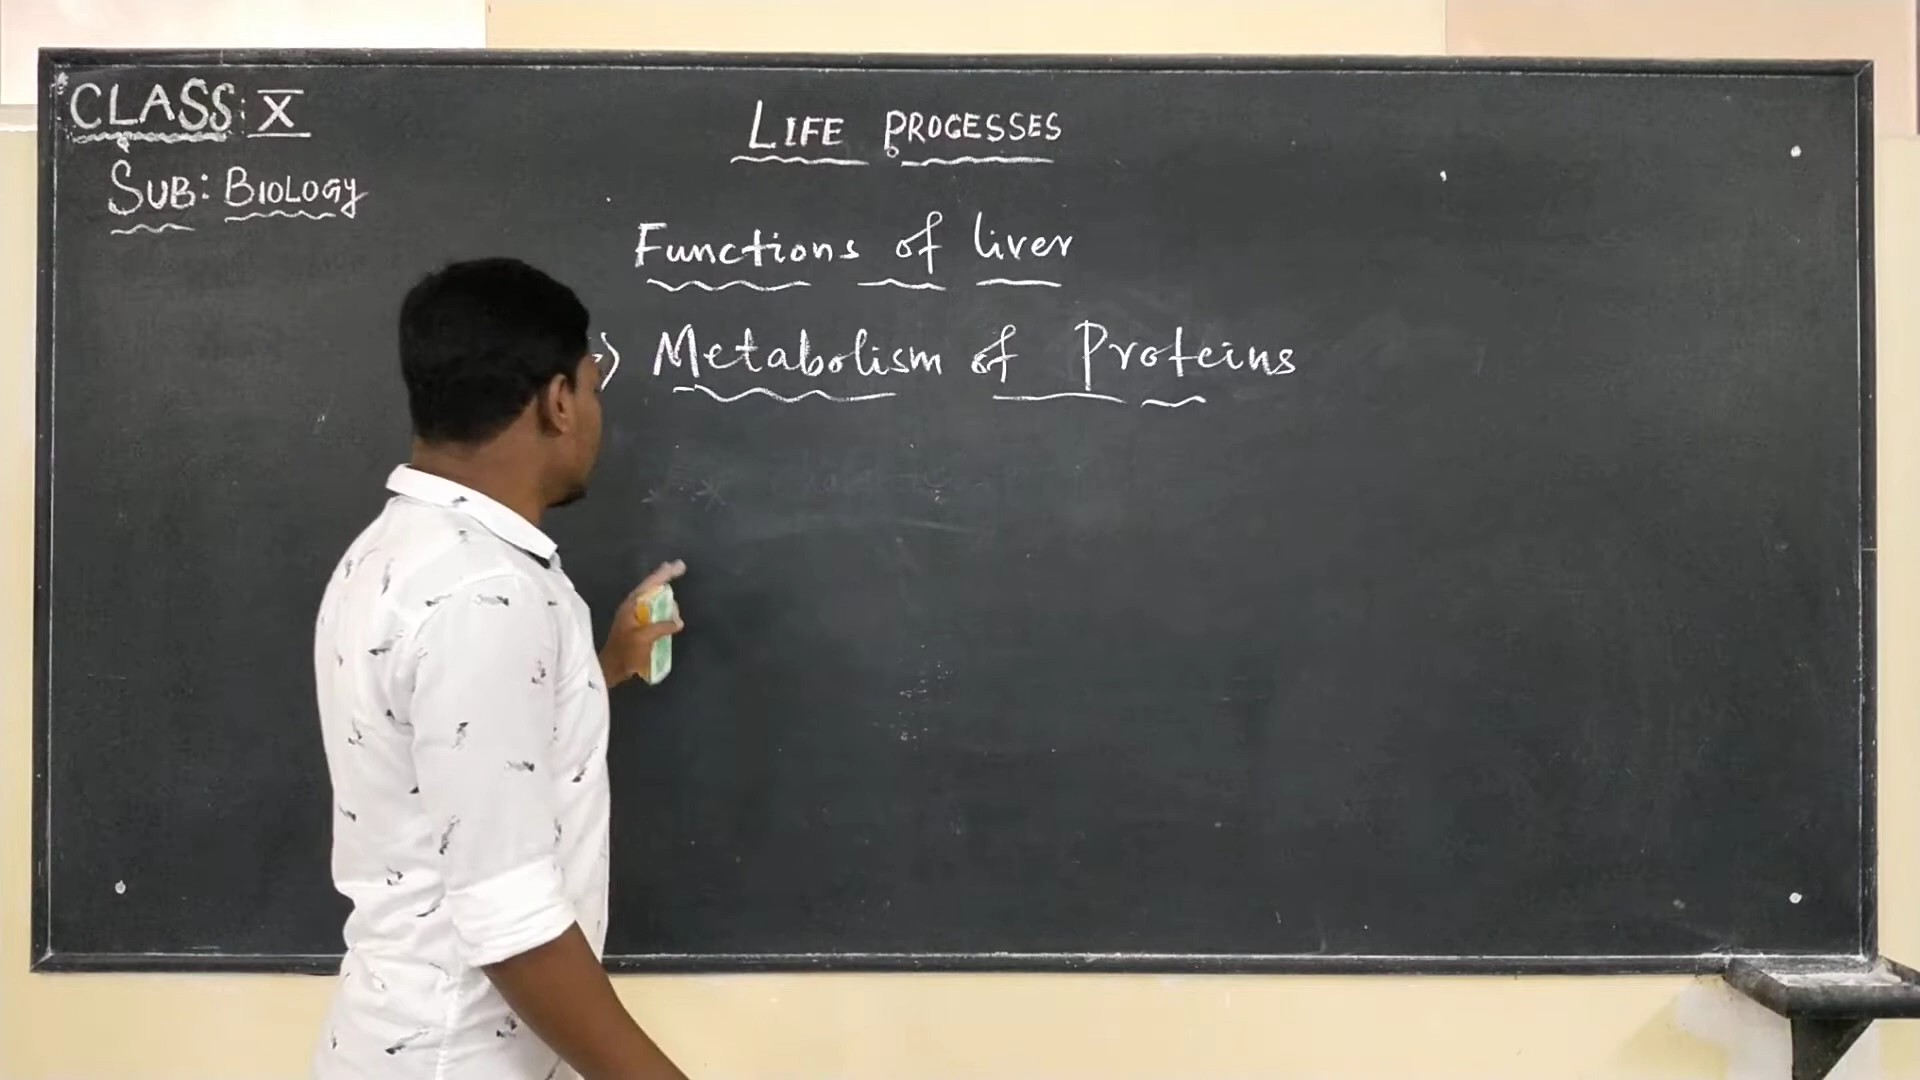 CLASS: X
SUB: BIOLOGY
LIFE PROCESSES
Functions of liver
Metabolism of Proteins